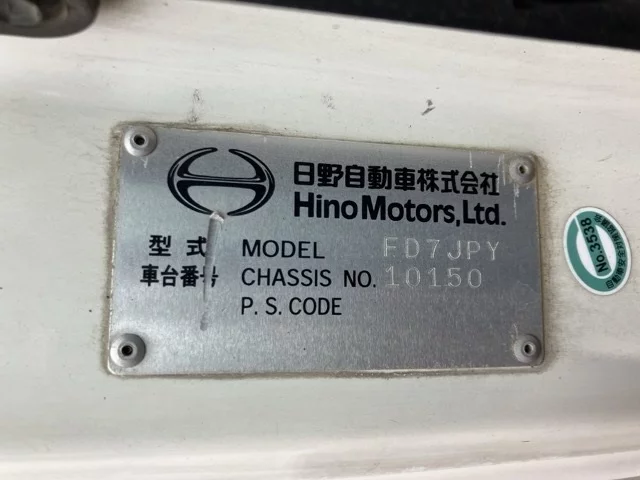 日野自動車株式会社
Hino Motors, Ltd.
型式 MODEL FD7JPY
車台番号 CHASSIS NO. 10150
P. S. CODE
No.3538